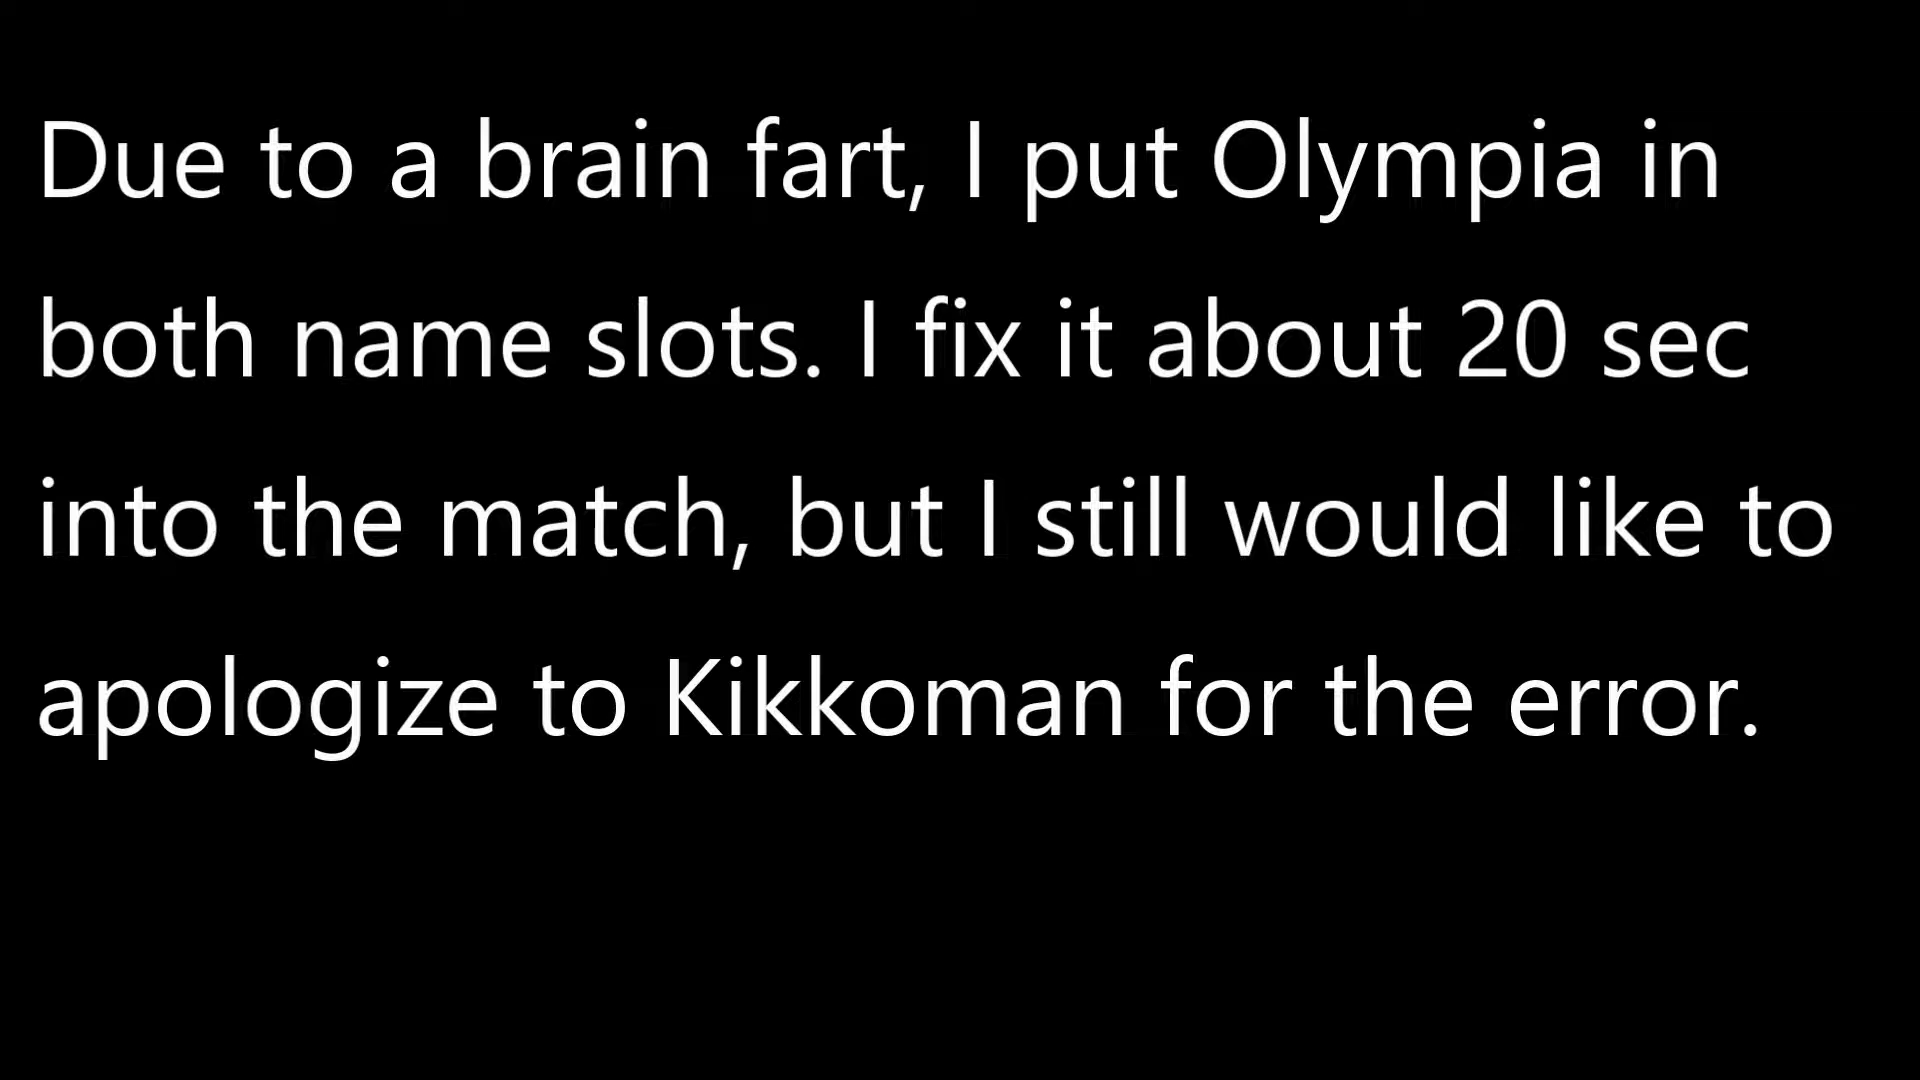 Due to a brain fart, I put Olympia in
both name slots. I fix it about 20 sec
into the match, but I still would like to
apologize to Kikkoman for the error.